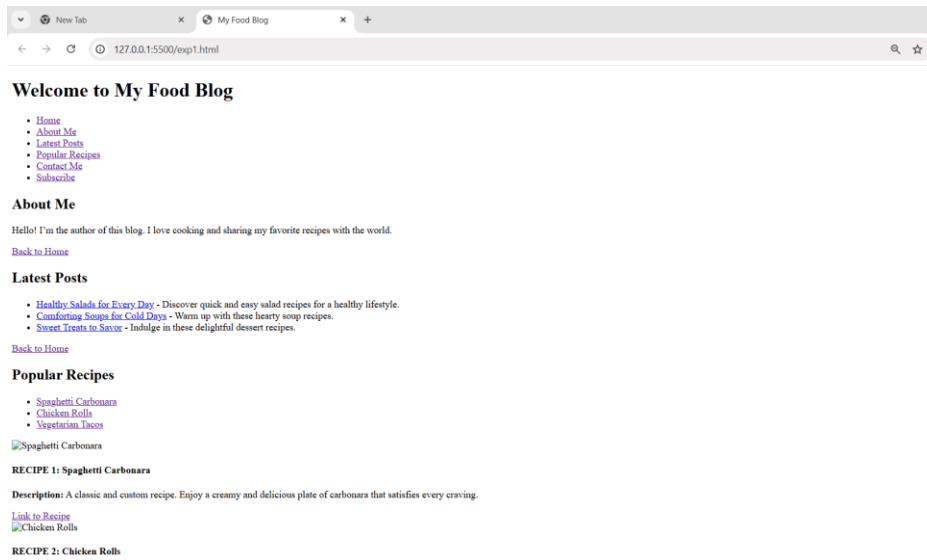 New Tab
My Food Blog
127.0.0.1:5500/exp1.html
Welcome to My Food Blog
Home
About Me
Latest Posts
Popular Recipes
Contact Me
Subscribe
About Me
Hello! I'm the author of this blog. I love cooking and sharing my favorite recipes with the world.
Back to Home
Latest Posts
Healthy Salads for Every Day - Discover quick and easy salad recipes for a healthy lifestyle.
Comforting Soups for Cold Days - Warm up with these hearty soup recipes.
Sweet Treats to Savor - Indulge in these delightful dessert recipes.
Back to Home
Popular Recipes
Spaghetti Carbonara
Chicken Rolls
Vegetarian Tacos
Spaghetti Carbonara
RECIPE 1: Spaghetti Carbonara
Description: A classic and custom recipe. Enjoy a creamy and delicious plate of carbonara that satisfies every craving.
Link to Recipe
Chicken Rolls
RECIPE 2: Chicken Rolls